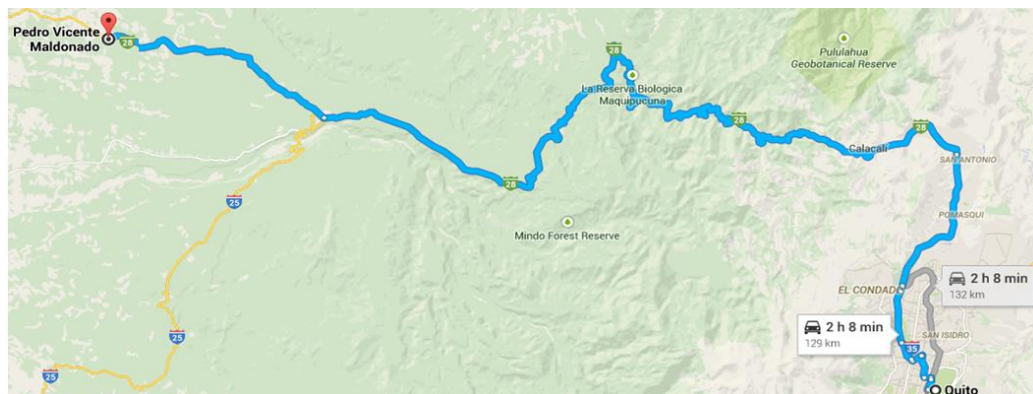 Pedro Vicente
Maldonado
28
28
La Reserva Biologica
Maquipucuna
Pululahua
Geobotanical Reserve
28
Calacali
28
SAN ANTONIO
28
25
Mindo Forest Reserve
POMASQUI
EL CONDADO
2 h 8 min
132 km
2 h 8 min
129 km
SAN ISIDRO
35
25
25
Quito